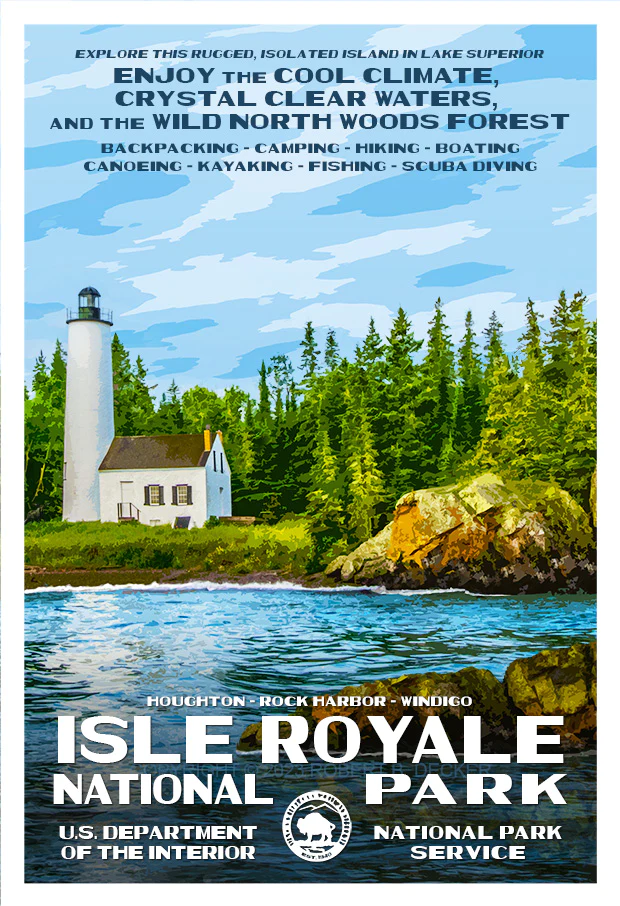 EXPLORE THIS RUGGED, ISOLATED ISLAND IN LAKE SUPERIOR
ENJOY THE COOL CLIMATE,
CRYSTAL CLEAR WATERS,
AND THE WILD NORTH WOODS FOREST
BACKPACKING - CAMPING - HIKING - BOATING
CANOEING - KAYAKING - FISHING - SCUBA DIVING
HOUGHTON - ROCK HARBOR - WINDIGO
ISLE ROYALE
NATIONAL PARK
U.S. DEPARTMENT
OF THE INTERIOR
NATIONAL PARK
SERVICE